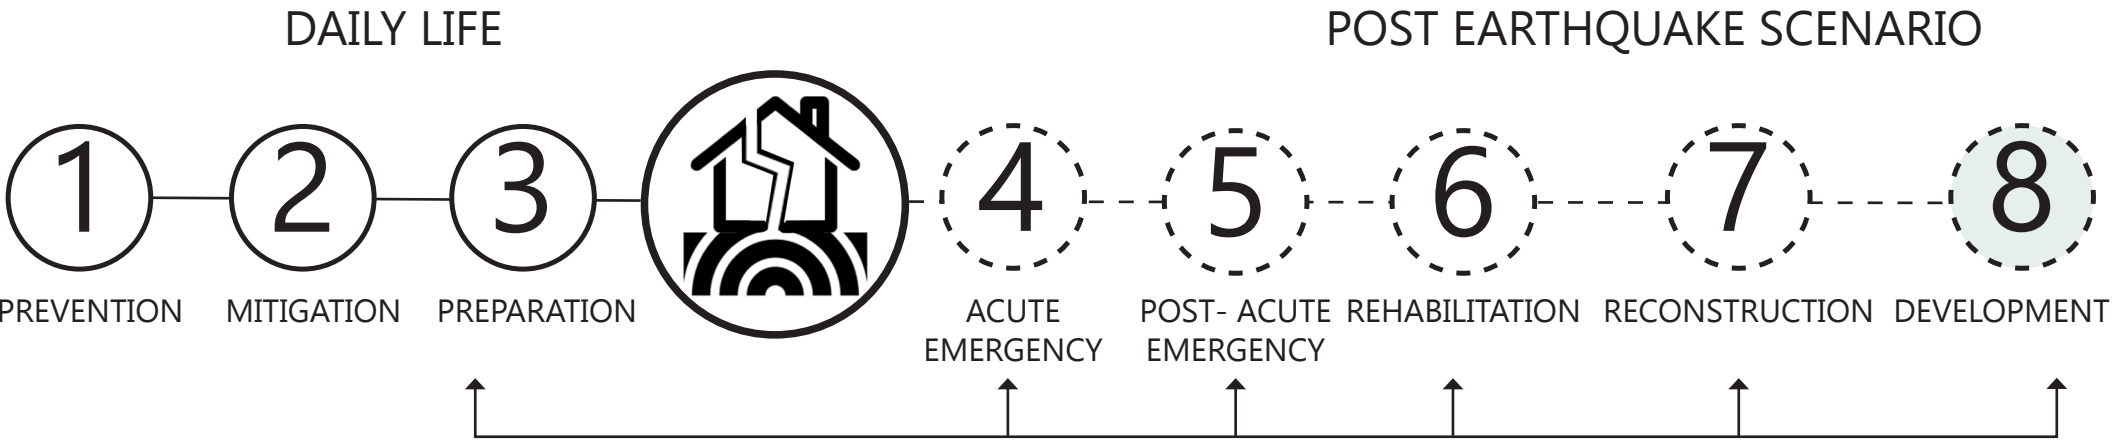 DAILY LIFE
POST EARTHQUAKE SCENARIO
1
2
3
4
5
6
7
8
PREVENTION
MITIGATION
PREPARATION
ACUTE
EMERGENCY
POST- ACUTE
EMERGENCY
REHABILITATION
RECONSTRUCTION
DEVELOPMENT